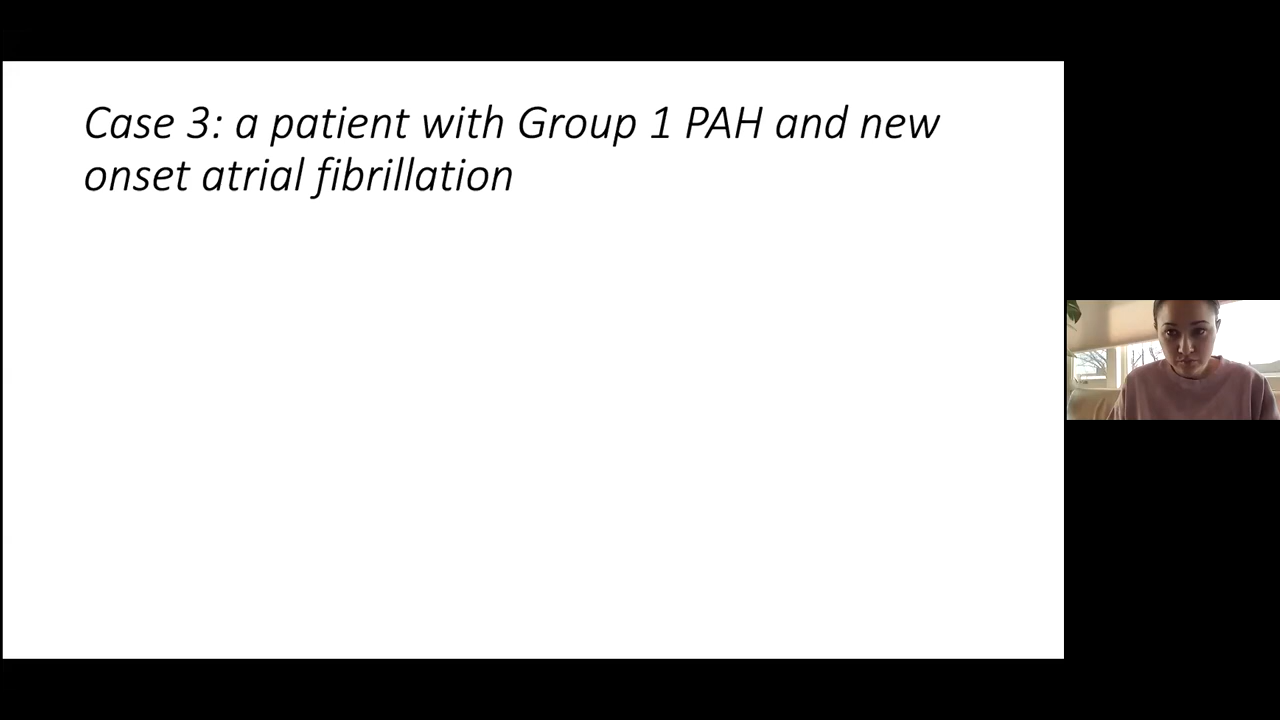 Case 3: a patient with Group 1 PAH and new
onset atrial fibrillation